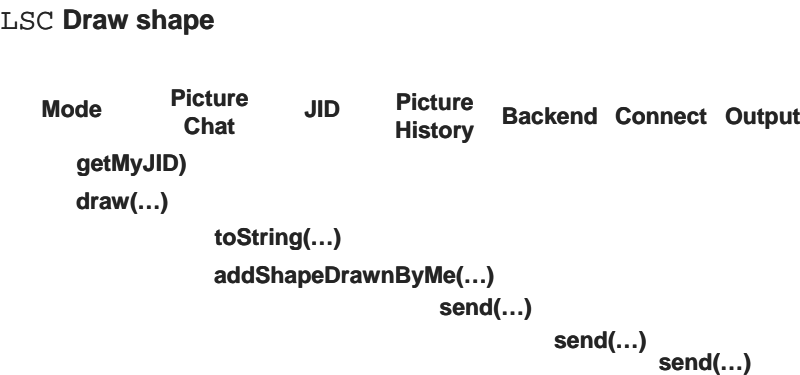 LSC Draw shape
Mode Picture Chat JID Picture History Backend Connect Output
getMyJID)
draw(…)
toString(…)
addShapeDrawnByMe(…)
send(…)
send(…)
send(…)